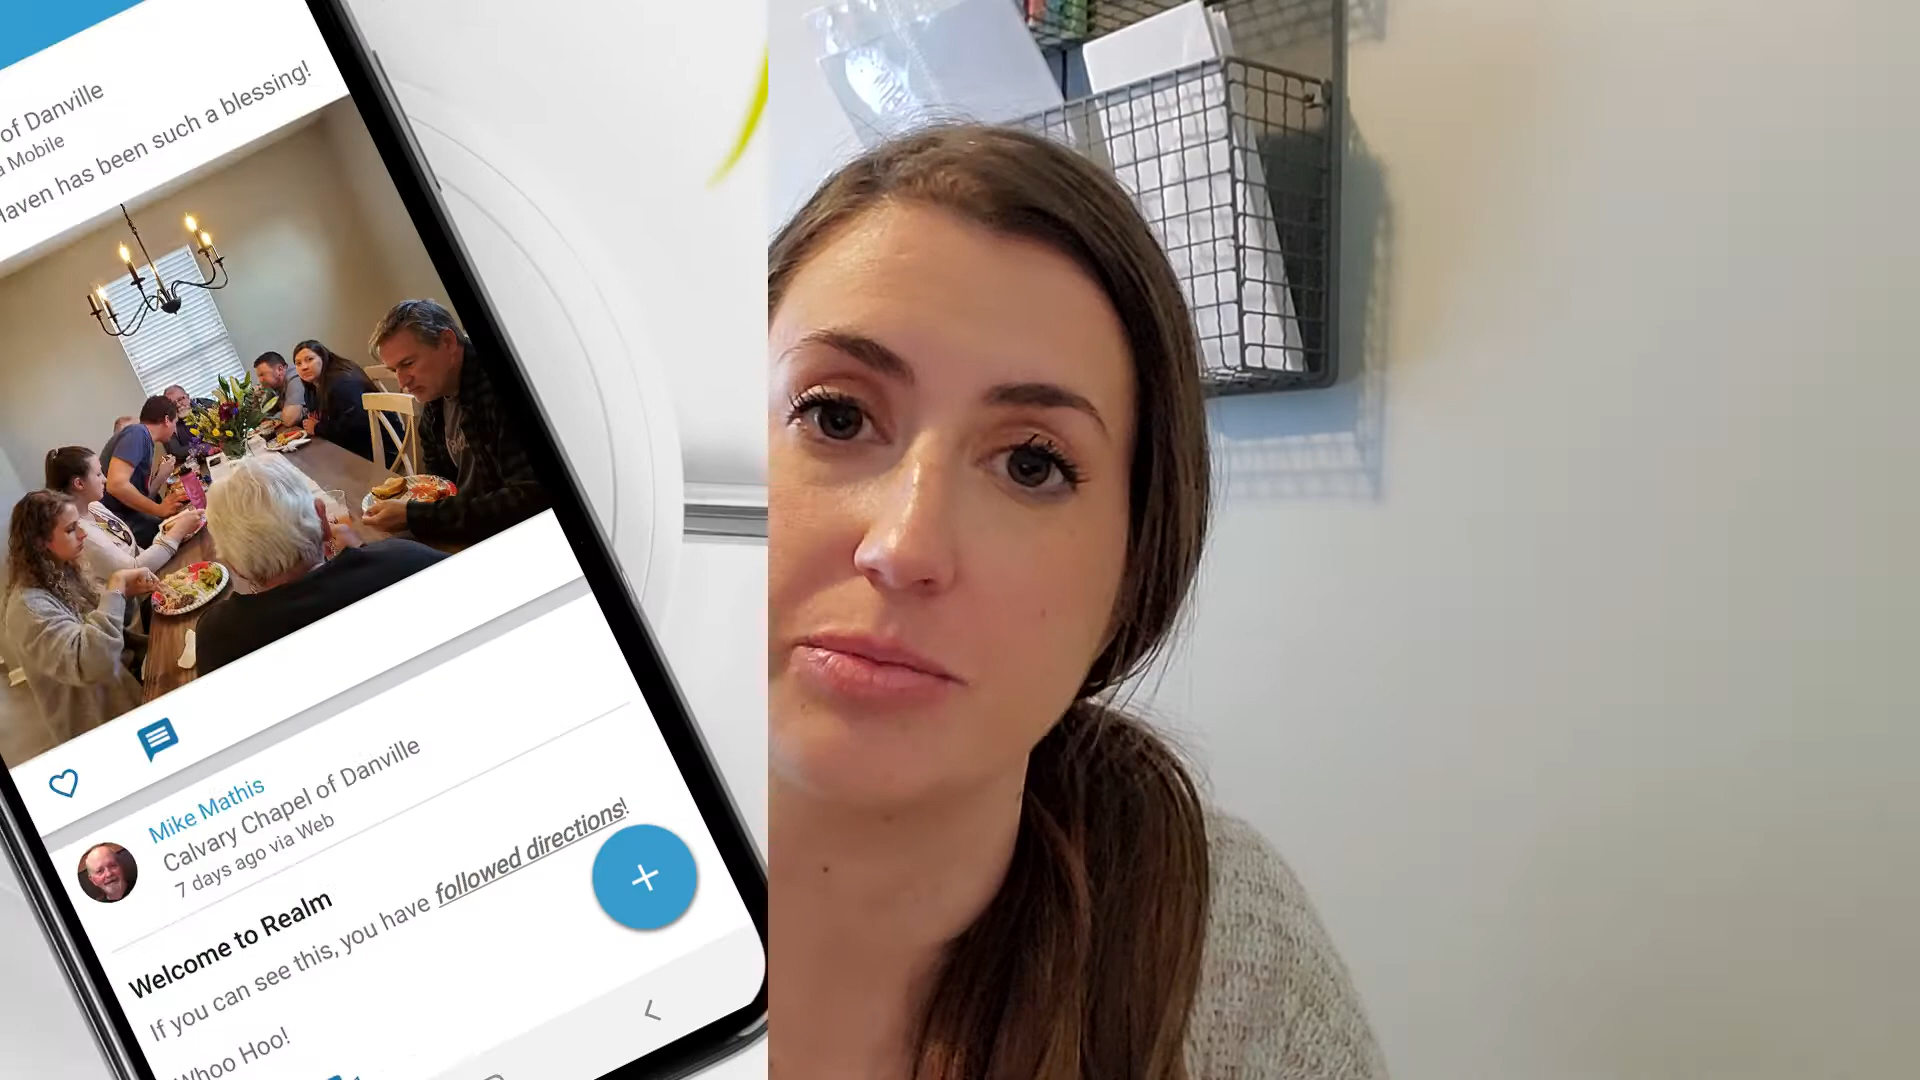 of Danville
Mobile
Haven has been such a blessing!
Mike Mathis
Calvary Chapel of Danville
7 days ago via Web
Welcome to Realm
If you can see this, you have followed directions!
Whoo Hoo!